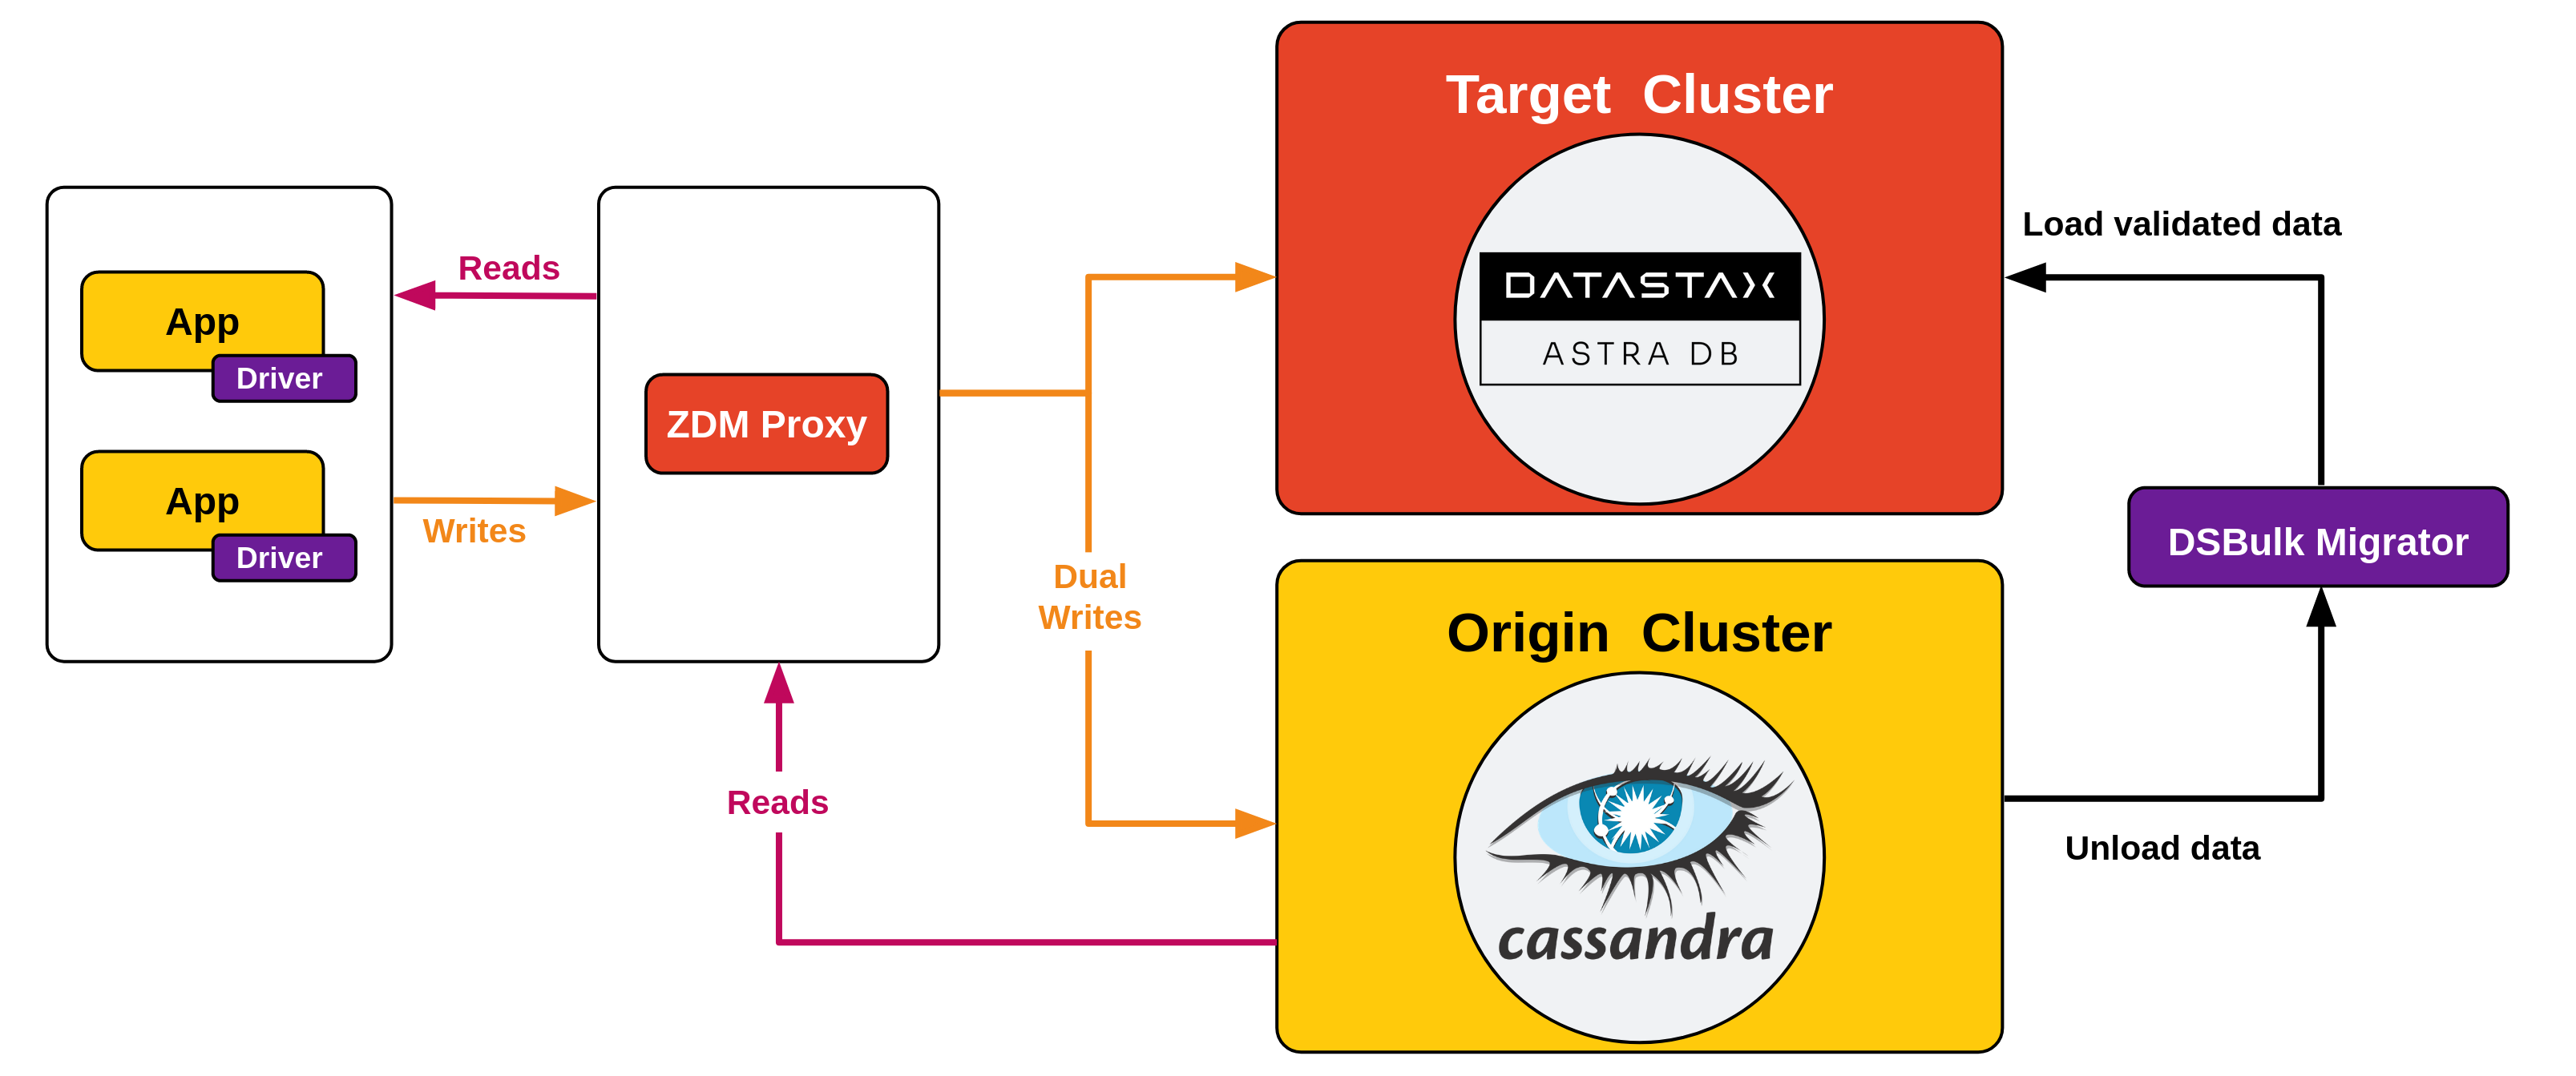 Target Cluster
DATASTAX
ASTRA DB
Load validated data
Reads
App
Driver
ZDM Proxy
App
Driver
Writes
Dual
Writes
DSBulk Migrator
Origin Cluster
cassandra
Reads
Unload data